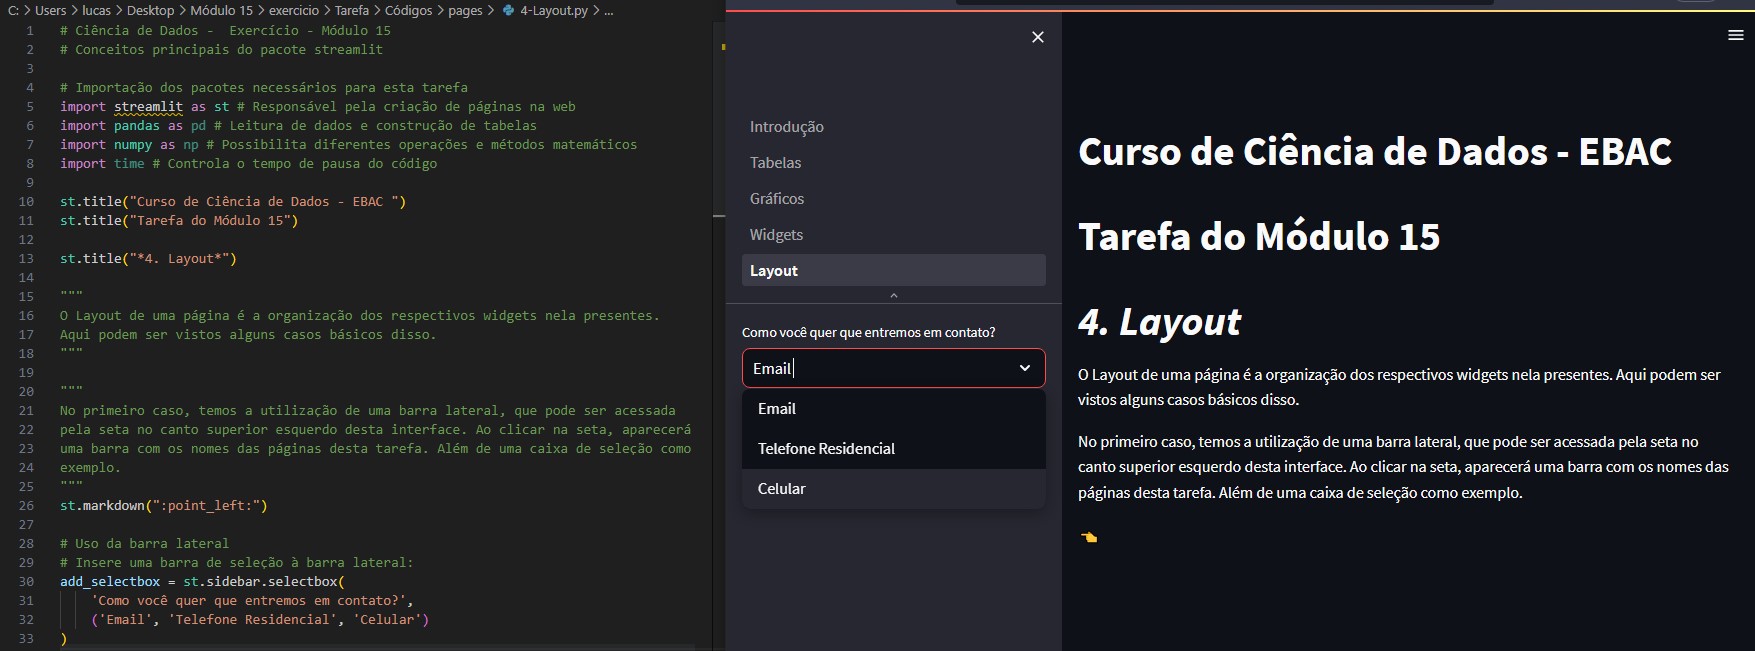 C: > Users > lucas > Desktop > Módulo 15 > exercicio > Tarefa > Códigos > pages > 4-Layout.py > ...
1 # Ciência de Dados -  Exercício - Módulo 15
2 # Conceitos principais do pacote streamlit
3
4 # Importação dos pacotes necessários para esta tarefa
5 import streamlit as st # Responsável pela criação de páginas na web
6 import pandas as pd # Leitura de dados e construção de tabelas
7 import numpy as np # Possibilita diferentes operações e métodos matemáticos
8 import time # Controla o tempo de pausa do código
9
10 st.title("Curso de Ciência de Dados - EBAC ")
11 st.title("Tarefa do Módulo 15")
12
13 st.title("*4. Layout*")
14
15 """
16 O Layout de uma página é a organização dos respectivos widgets nela presentes.
17 Aqui podem ser vistos alguns casos básicos disso.
18 """
19
20 """
21 No primeiro caso, temos a utilização de uma barra lateral, que pode ser acessada
22 pela seta no canto superior esquerdo desta interface. Ao clicar na seta, aparecerá
23 uma barra com os nomes das páginas desta tarefa. Além de uma caixa de seleção como
24 exemplo.
25 """
26 st.markdown(":point_left:")
27
28 # Uso da barra lateral
29 # Insere uma barra de seleção à barra lateral:
30 add_selectbox = st.sidebar.selectbox(
31     'Como você quer que entremos em contato?',
32     ('Email', 'Telefone Residencial', 'Celular')
33 )
Introdução
Tabelas
Gráficos
Widgets
Layout
Como você quer que entremos em contato?
Email
Email
Telefone Residencial
Celular
Curso de Ciência de Dados - EBAC
Tarefa do Módulo 15
4. Layout
O Layout de uma página é a organização dos respectivos widgets nela presentes. Aqui podem ser
vistos alguns casos básicos disso.
No primeiro caso, temos a utilização de uma barra lateral, que pode ser acessada pela seta no
canto superior esquerdo desta interface. Ao clicar na seta, aparecerá uma barra com os nomes das
páginas desta tarefa. Além de uma caixa de seleção como exemplo.